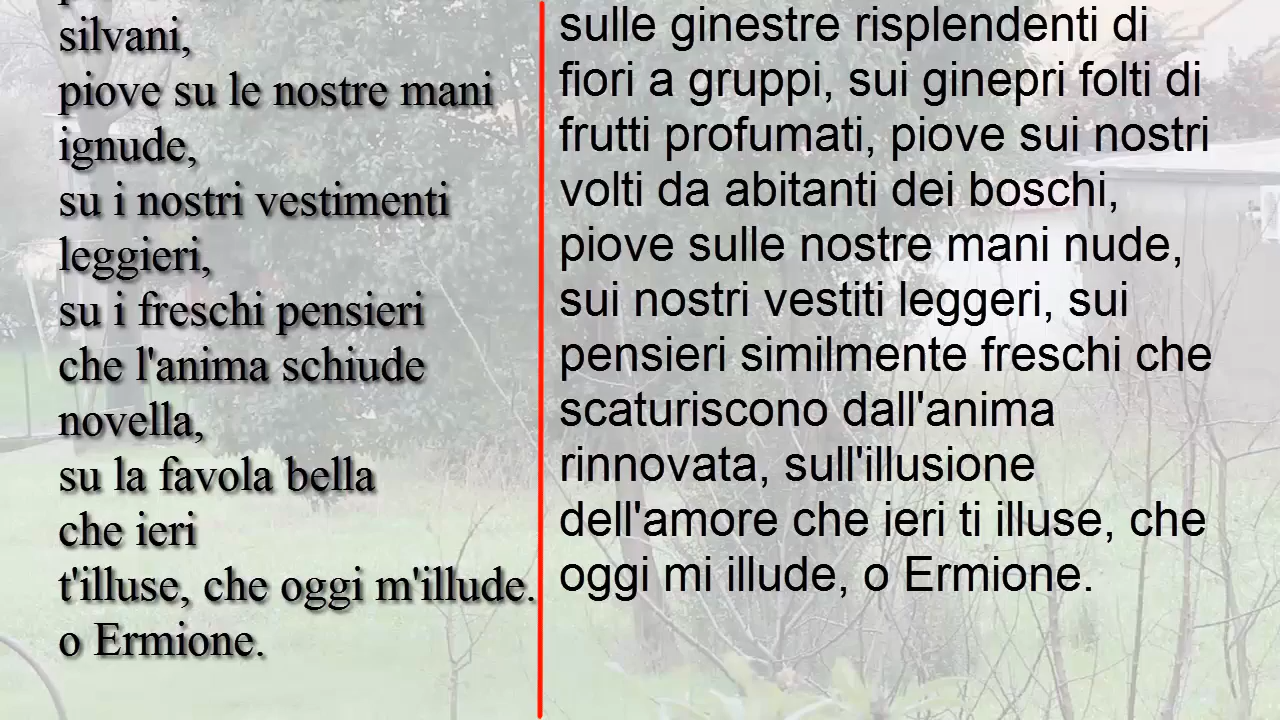 silvani,
piove su le nostre mani
ignude,
su i nostri vestimenti
leggieri,
su i freschi pensieri
che l'anima schiude
novella,
su la favola bella
che ieri
t'illuse, che oggi m'illude.
o Ermione.
sulle ginestre risplendenti di
fiori a gruppi, sui ginepri folti di
frutti profumati, piove sui nostri
volti da abitanti dei boschi,
piove sulle nostre mani nude,
sui nostri vestiti leggeri, sui
pensieri similmente freschi che
scaturiscono dall'anima
rinnovata, sull'illusione
dell'amore che ieri ti illuse, che
oggi mi illude, o Ermione.